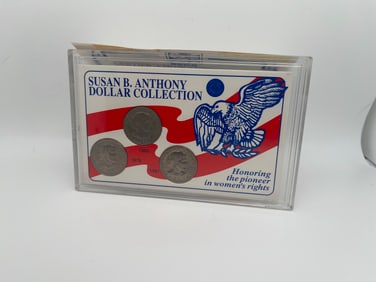 SUSAN B. ANTHONY
DOLLAR COLLECTION
Honoring
the pioneer
in women's rights